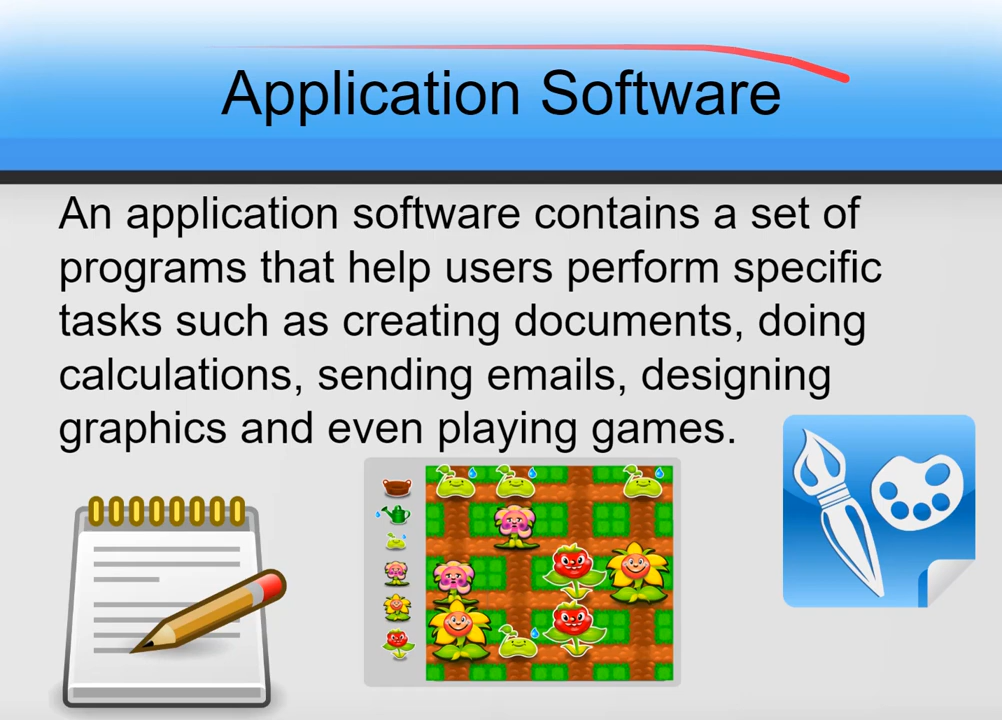 Application Software
An application software contains a set of
programs that help users perform specific
tasks such as creating documents, doing
calculations, sending emails, designing
graphics and even playing games.